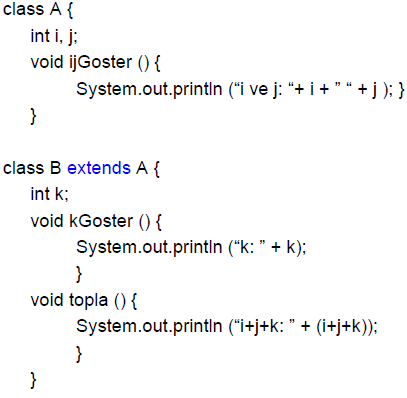 class A {
int i, j;
void ijGoster () {
System.out.println (“i ve j: “+ i + ” “ + j ); }
}
class B extends A {
int k;
void kGoster () {
System.out.println (“k: ” + k);
}
void topla () {
System.out.println (“i+j+k: ” + (i+j+k));
}
}